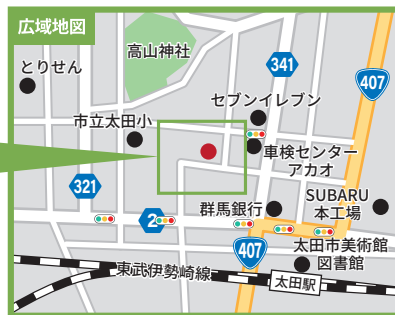 広域地図
高山神社
とりせん
341
407
セブンイレブン
市立太田小
車検センター
アカオ
321
SUBARU
本工場
群馬銀行
2
太田市美術館
図書館
407
東武伊勢崎線
太田駅